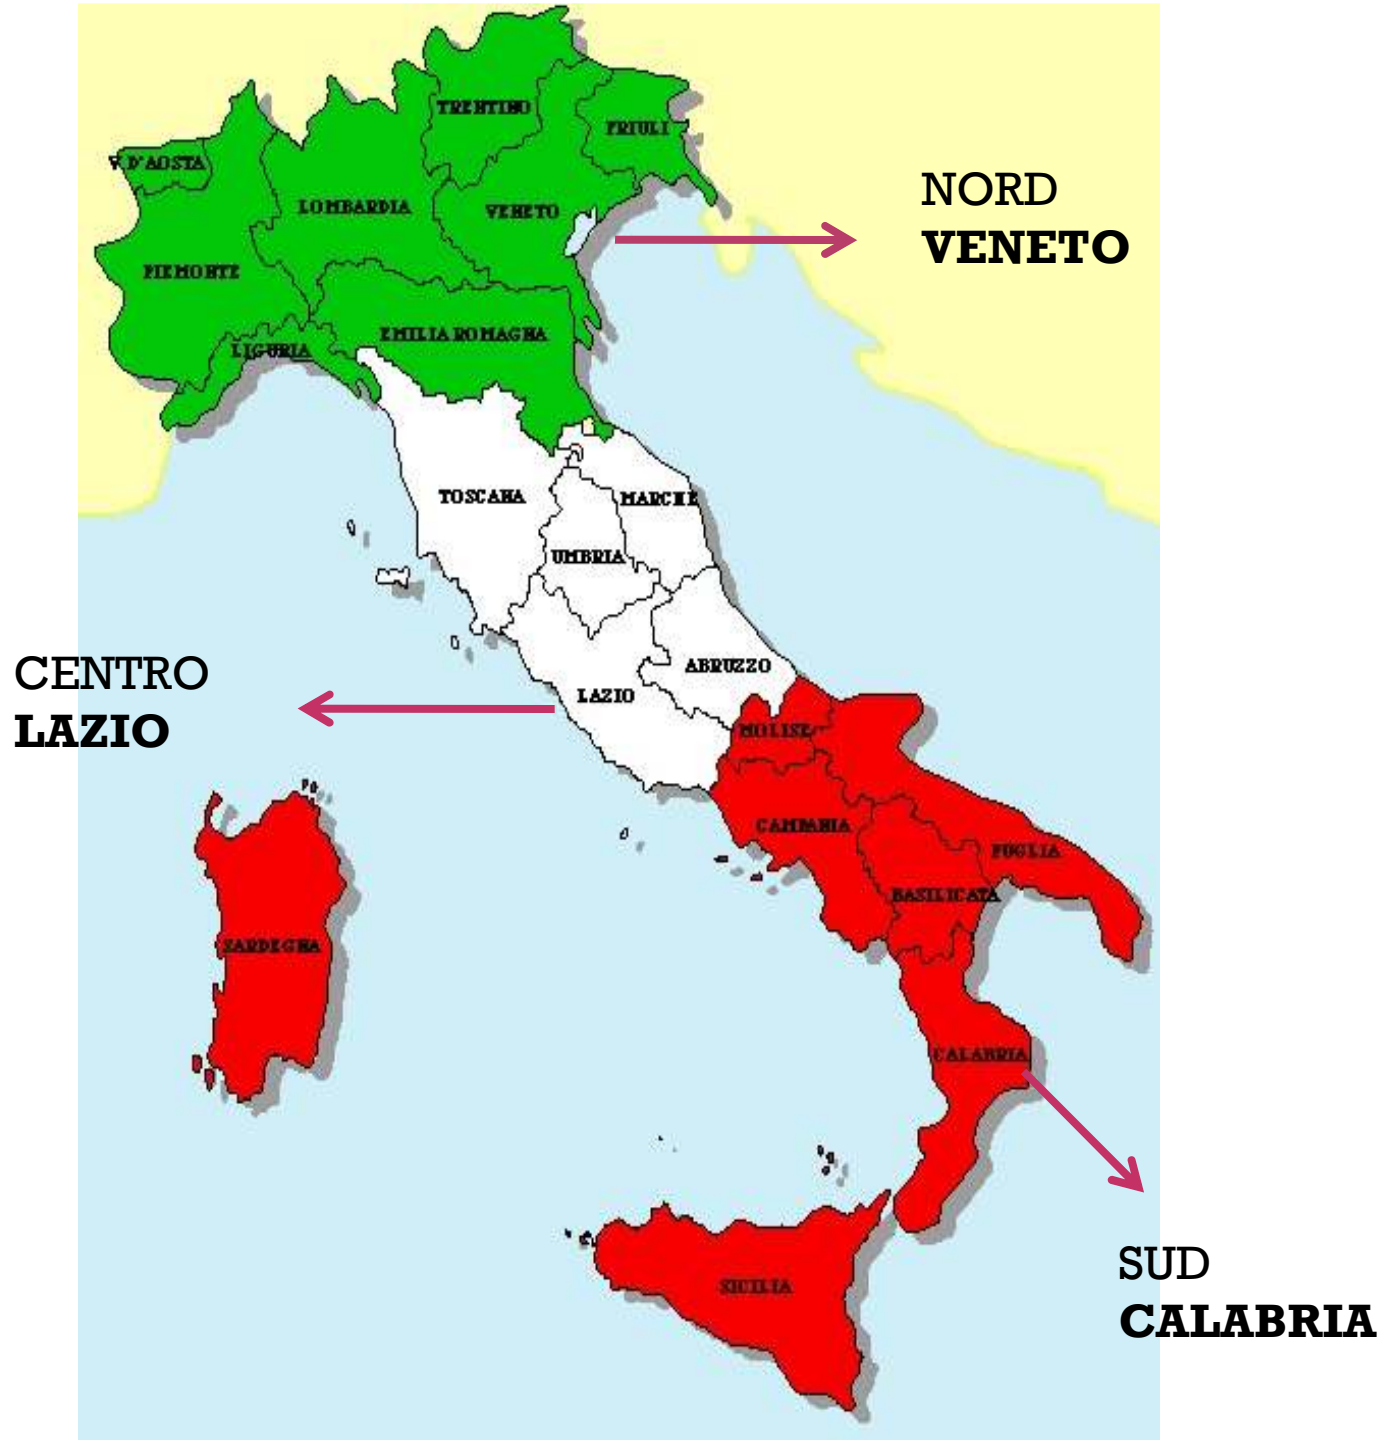 TRENTINO
FRIULI
V. D'AOSTA
LOMBARDIA
VENETO
NORD
VENETO
PIEMONTE
EMILIA ROMAGNA
LIGURIA
TOSCANA
MARCHE
UMBRIA
ABRUZZO
CENTRO
LAZIO
LAZIO
MOLISE
CAMPANIA
PUGLIA
BASILICATA
SARDEGNA
CALABRIA
SUD
CALABRIA
SICILIA